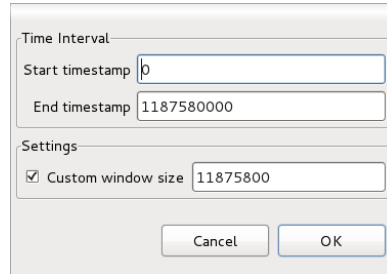 Time Interval
Start timestamp 0
End timestamp 1187580000
Settings
Custom window size 11875800
Cancel OK